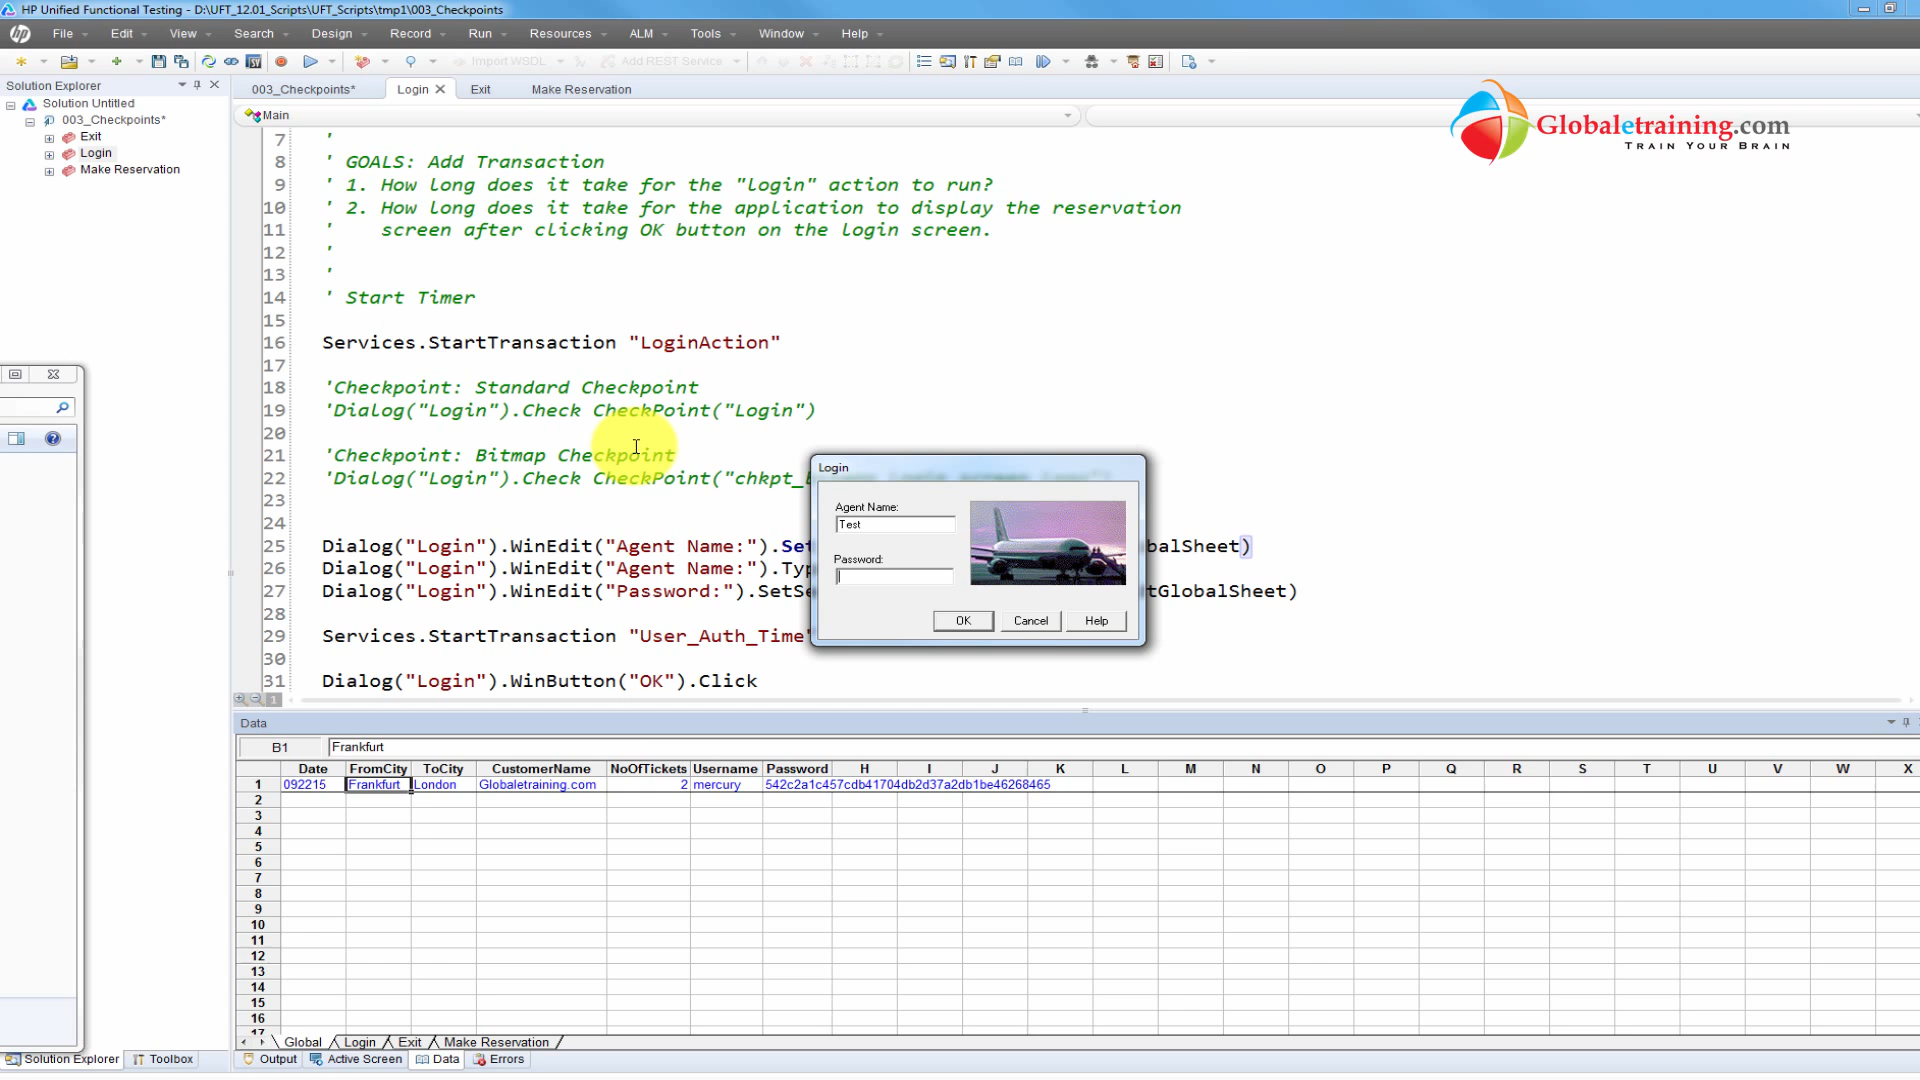 HP Unified Functional Testing - D:\UFT_12.01_Scripts\UFT_Scripts\tmp1\003_Checkpoints
File Edit View Search Design Record Run Resources ALM Tools Window Help
Import WSDL Add REST Service
Solution Explorer
Solution Untitled
003_Checkpoints*
Exit
Login
Make Reservation
003_Checkpoints* Login Exit Make Reservation
Main
Globaletraining.com
TRAIN YOUR BRAIN
7 '
8 ' GOALS: Add Transaction
9 ' 1. How long does it take for the "login" action to run?
10 ' 2. How long does it take for the application to display the reservation
11 ' screen after clicking OK button on the login screen.
12 '
13 '
14 ' Start Timer
15
16 Services.StartTransaction "LoginAction"
17
18 'Checkpoint: Standard Checkpoint
19 'Dialog("Login").Check CheckPoint("Login")
20
21 'Checkpoint: Bitmap Checkpoint
22 'Dialog("Login").Check CheckPoint("chkpt_b
23
24
25 Dialog("Login").WinEdit("Agent Name:").Set balSheet)
26 Dialog("Login").WinEdit("Agent Name:").Typ
27 Dialog("Login").WinEdit("Password:").SetSe tGlobalSheet)
28
29 Services.StartTransaction "User_Auth_Time"
30
31 Dialog("Login").WinButton("OK").Click
1
Login
Agent Name:
Test
Password:
OK Cancel Help
Data
B1 Frankfurt
Date FromCity ToCity CustomerName NoOfTickets Username Password H I J K L M N O P Q R S T U V W X
1 092215 Frankfurt London Globaletraining.com 2 mercury 542c2a1c457cdb41704db2d37a2db1be46268465
2
3
4
5
6
7
8
9
10
11
12
13
14
15
16
17
Global Login Exit Make Reservation
Solution Explorer Toolbox Output Active Screen Data Errors